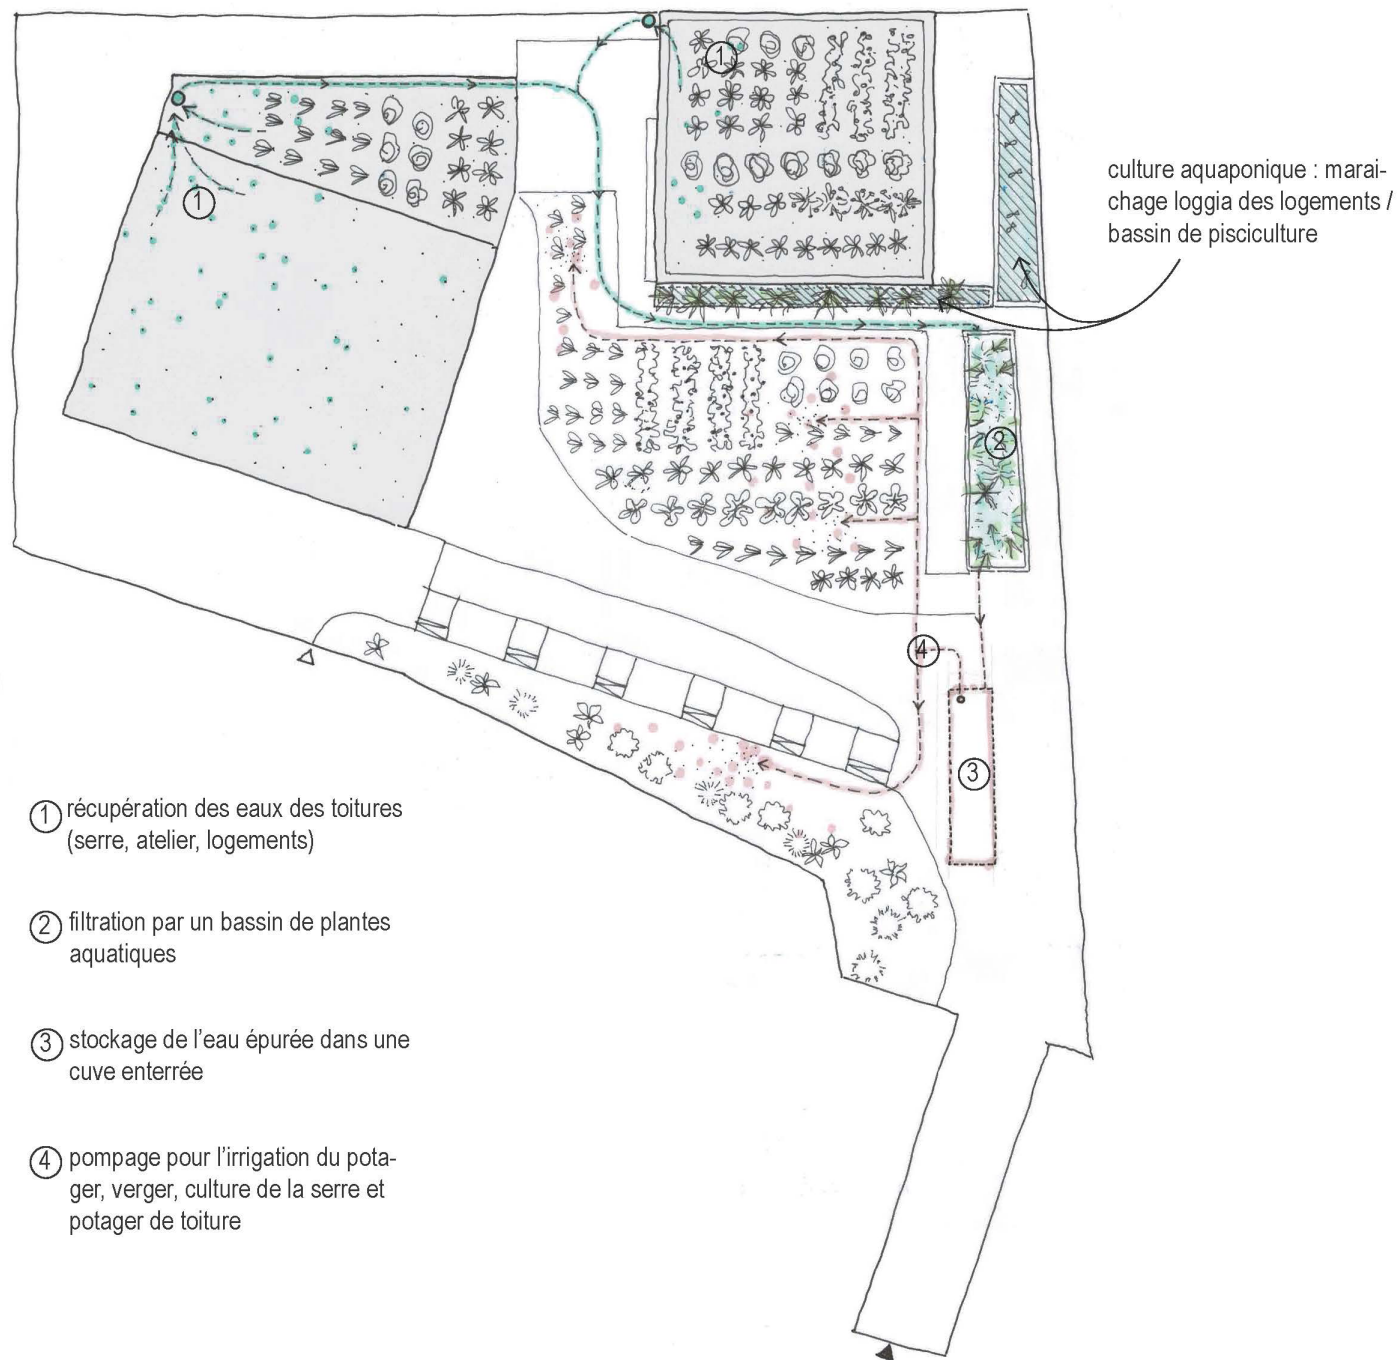 1
1
culture aquaponique : marai-
chage loggia des logements /
bassin de pisciculture
2
4
3
1 récupération des eaux des toitures
(serre, atelier, logements)
2 filtration par un bassin de plantes
aquatiques
3 stockage de l'eau épurée dans une
cuve enterrée
4 pompage pour l'irrigation du pota-
ger, verger, culture de la serre et
potager de toiture